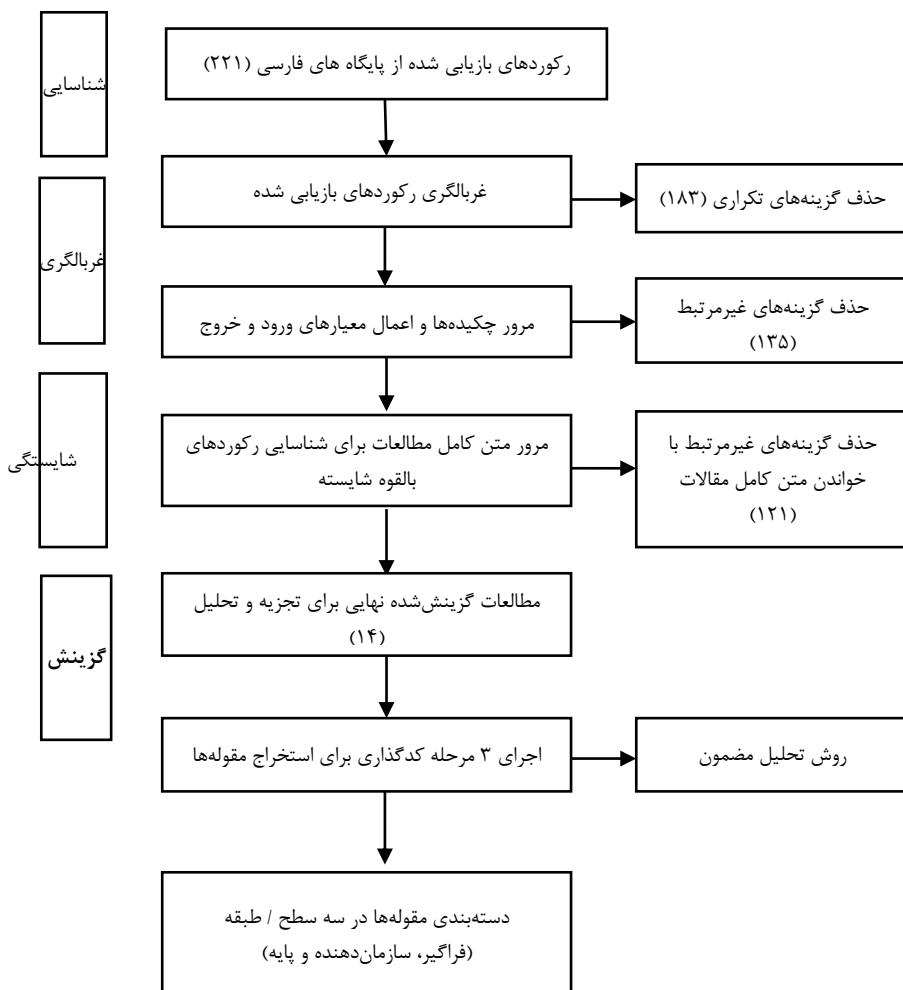 شناسایی
رکوردهای بازیابی شده از پایگاه های فارسی (۲۲۱)
غربالگری رکوردهای بازیابی شده
حذف گزینه‌های تکراری (۱۸۳)
غربالگری
مرور چکیده‌ها و اعمال معیارهای ورود و خروج
حذف گزینه‌های غیرمرتبط
(۱۳۵)
شایستگی
مرور متن کامل مطالعات برای شناسایی رکوردهای
بالقوه شایسته
حذف گزینه‌های غیرمرتبط با
خواندن متن کامل مقالات
(۱۲۱)
گزینش
مطالعات گزینش‌شده نهایی برای تجزیه و تحلیل
(۱۴)
اجرای ۳ مرحله کدگذاری برای استخراج مقوله‌ها
روش تحلیل مضمون
دسته‌بندی مقوله‌ها در سه سطح / طبقه
(فراگیر، سازمان‌دهنده و پایه)